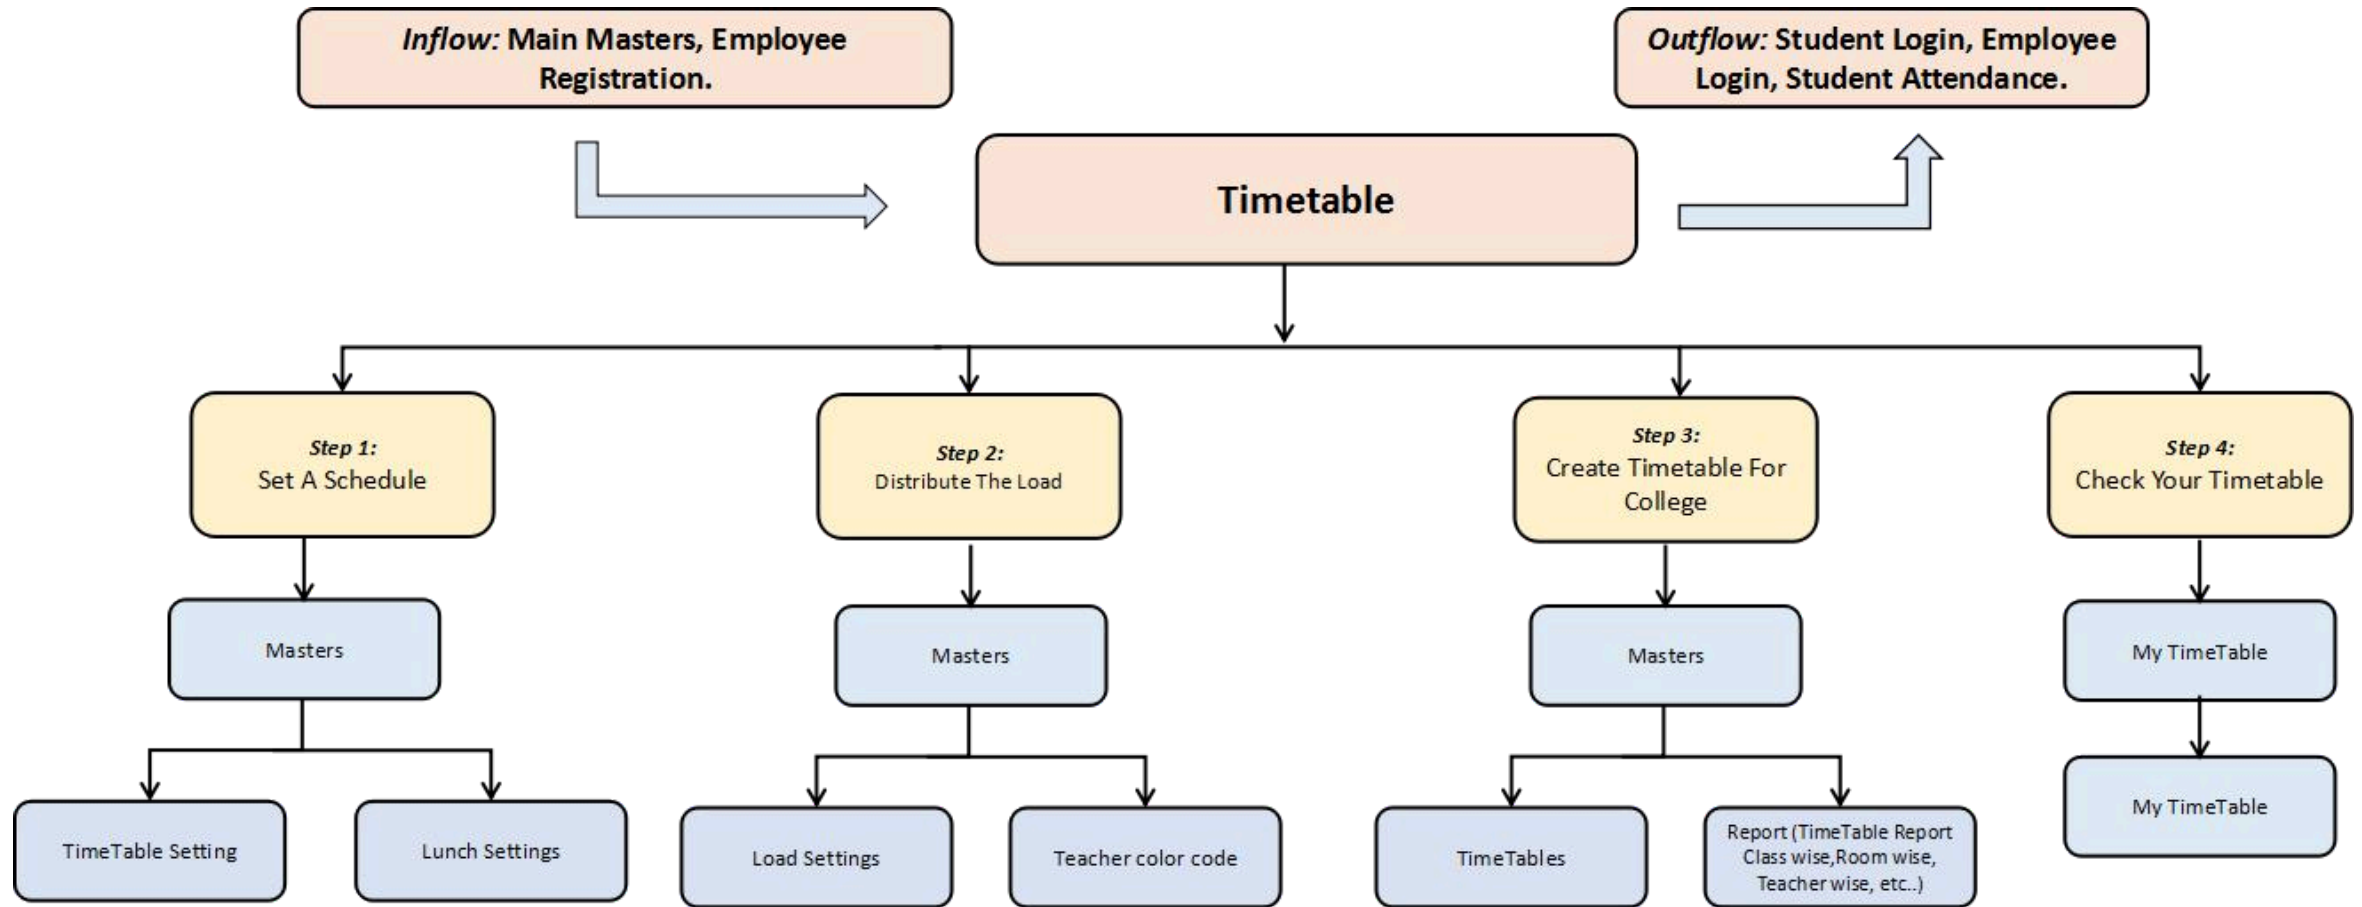 Inflow: Main Masters, Employee
Registration.
Outflow: Student Login, Employee
Login, Student Attendance.
Timetable
Step 1:
Set A Schedule
Step 2:
Distribute The Load
Step 3:
Create Timetable For
College
Step 4:
Check Your Timetable
Masters
Masters
Masters
My TimeTable
TimeTable Setting
Lunch Settings
Load Settings
Teacher color code
TimeTables
Report (TimeTable Report
Class wise,Room wise,
Teacher wise, etc..)
My TimeTable